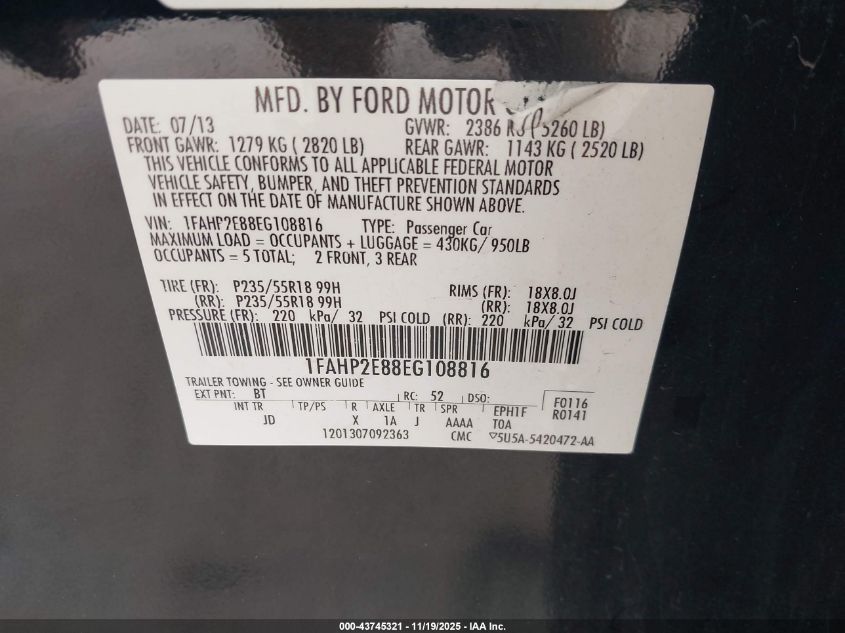 MFD. BY FORD MOTOR
DATE: 07/13 GVWR: 2386 5260 LB)
FRONT GAWR: 1279 KG ( 2820 LB) REAR GAWR: 1143 KG ( 2520 LB)
THIS VEHICLE CONFORMS TO ALL APPLICABLE FEDERAL MOTOR
VEHICLE SAFETY, BUMPER, AND THEFT PREVENTION STANDARDS
IN EFFECT ON THE DATE OF MANUFACTURE SHOWN ABOVE.
VIN: 1FAHP2E88EG108816 TYPE: Passenger Car
MAXIMUM LOAD = OCCUPANTS + LUGGAGE = 430KG/ 950LB
OCCUPANTS = 5 TOTAL; 2 FRONT, 3 REAR
TIRE (FR): P235/55R18 99H RIMS (FR): 18X8.0J
(RR): P235/55R18 99H (RR): 18X8.0J
PRESSURE (FR): 220 kPa/ 32 PSI COLD (RR): 220 kPa/ 32 PSI COLD
1FAHP2E88EG108816
TRAILER TOWING - SEE OWNER GUIDE
EXT PNT: BT RC: 52 DSO: F0116
INT TR TP/PS R AXLE TR SPR EPH1F R0141
JD X 1A J AAAA T0A
1201307092363 CMC 5U5A-5420472-AA
000-43745321 - 11/19/2025 - IAA Inc.